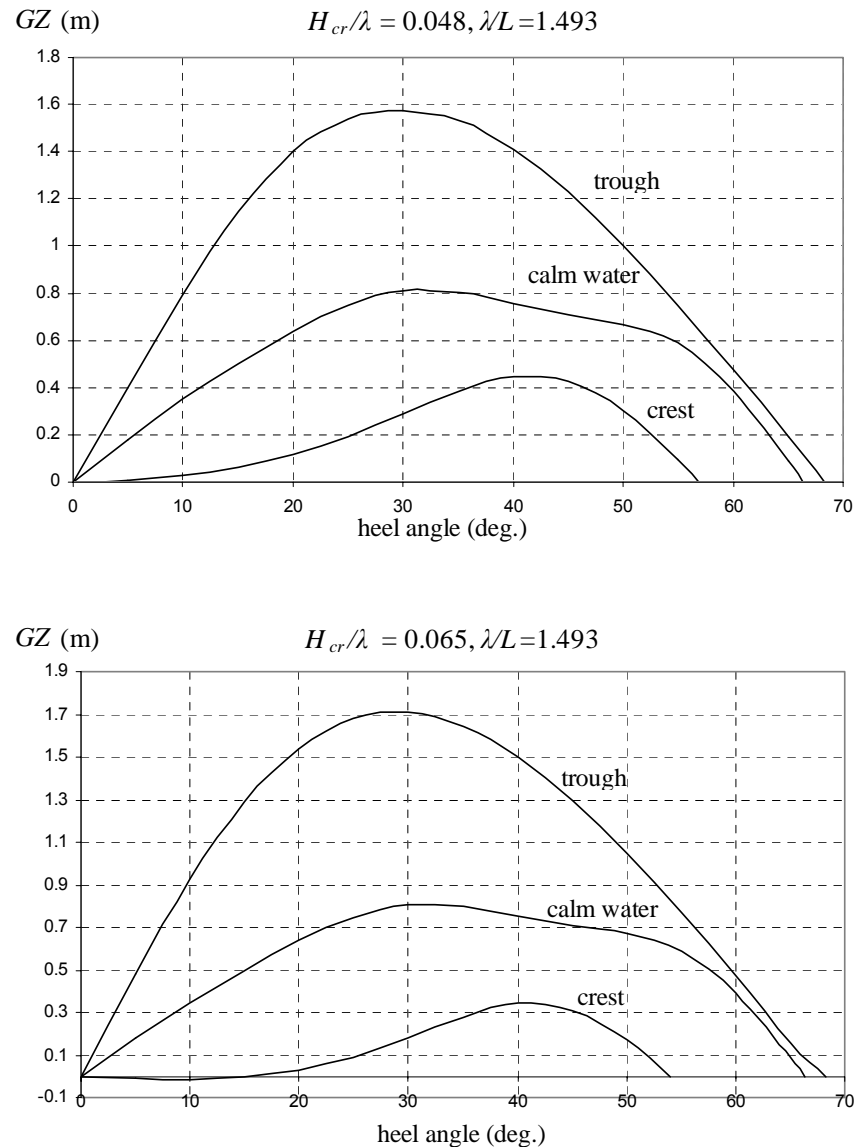 GZ (m)
H cr/λ = 0.048, λ/L=1.493
1.8
1.6
1.4
1.2
1
0.8
0.6
0.4
0.2
0
trough
calm water
crest
0 10 20 30 40 50 60 70
heel angle (deg.)
GZ (m)
H cr/λ = 0.065, λ/L=1.493
1.9
1.7
1.5
1.3
1.1
0.9
0.7
0.5
0.3
0.1
-0.1
trough
calm water
crest
0 10 20 30 40 50 60 70
heel angle (deg.)